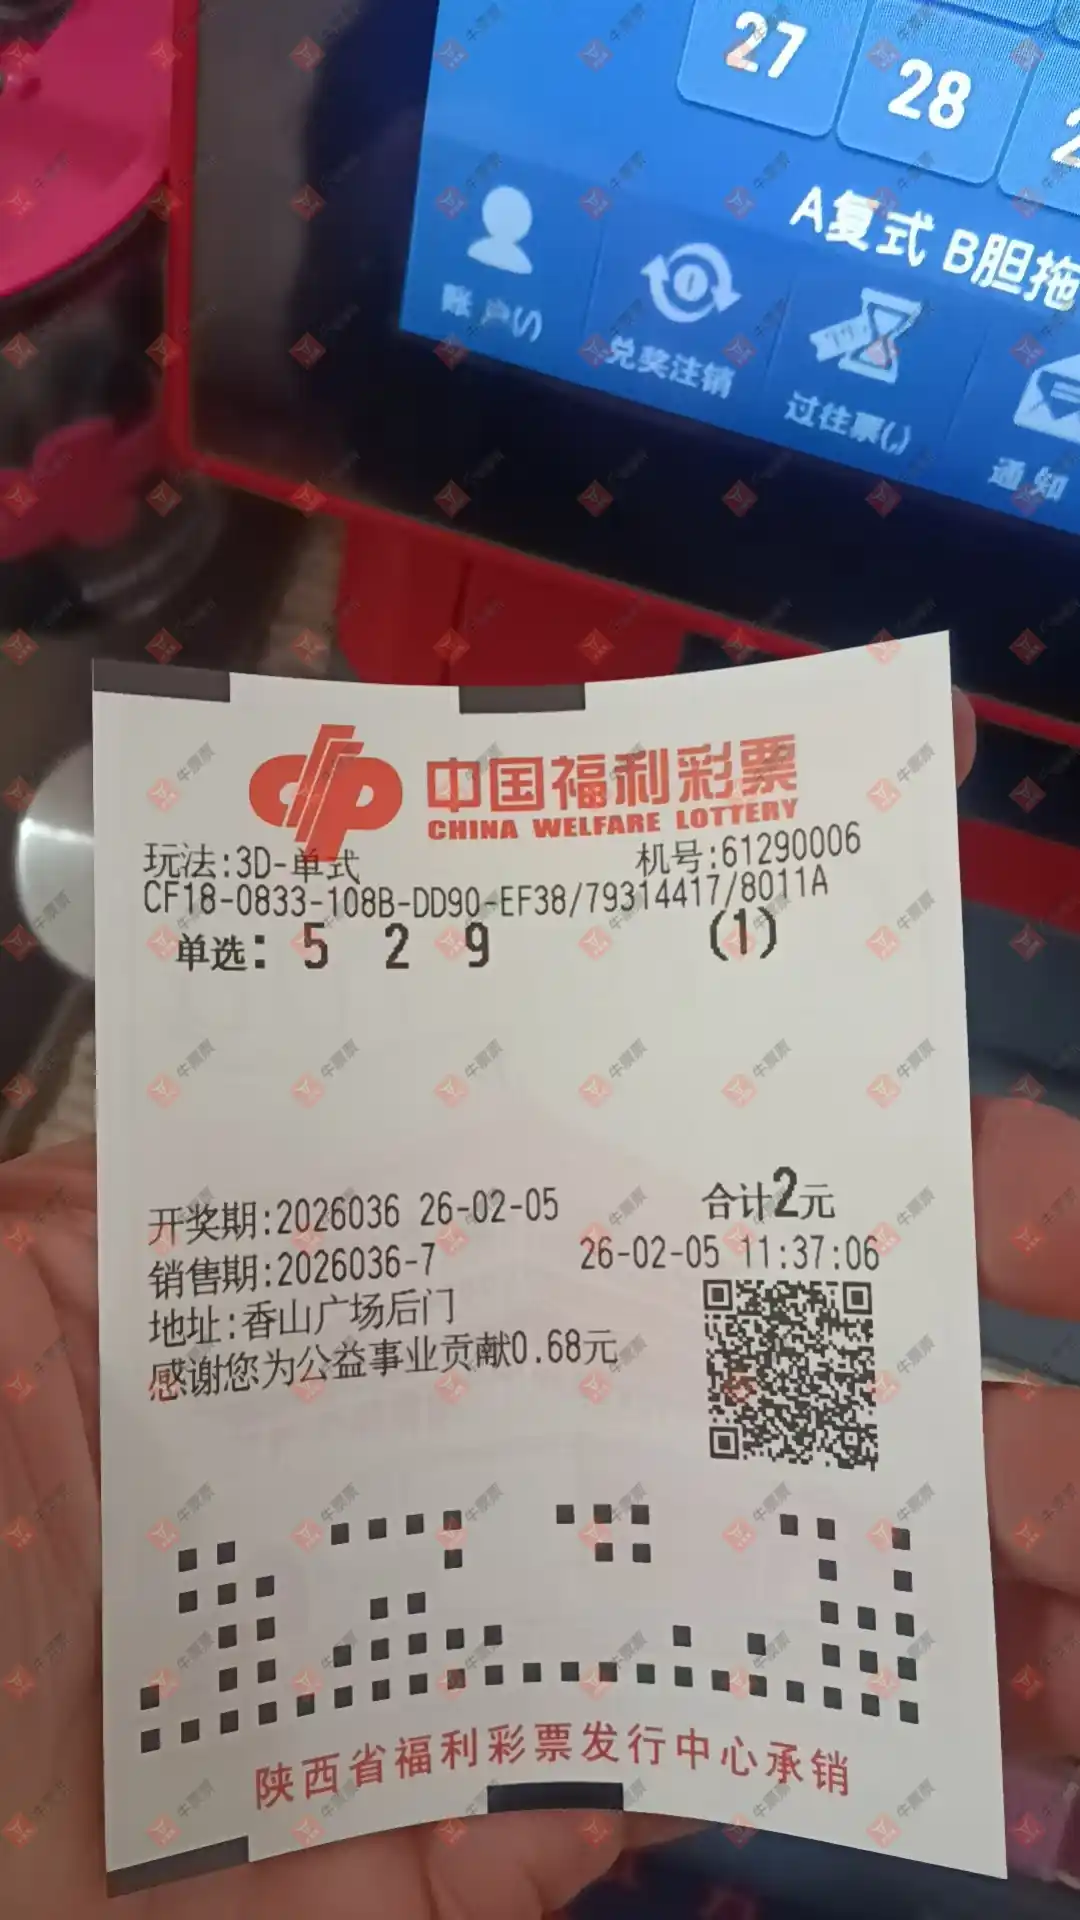 27
28
A复式 B胆拖
账户(/)
兑奖注销
过往票(,)
通知
中国福利彩票
CHINA WELFARE LOTTERY
玩法:3D-单式 机号:61290006
CF18-0833-108B-DD90-EF38/79314417/8011A
单选: 5 2 9 (1)
开奖期:2026036 26-02-05 合计2元
销售期:2026036-7 26-02-05 11:37:06
地址:香山广场后门
感谢您为公益事业贡献0.68元
陕西省福利彩票发行中心承销
牛票票